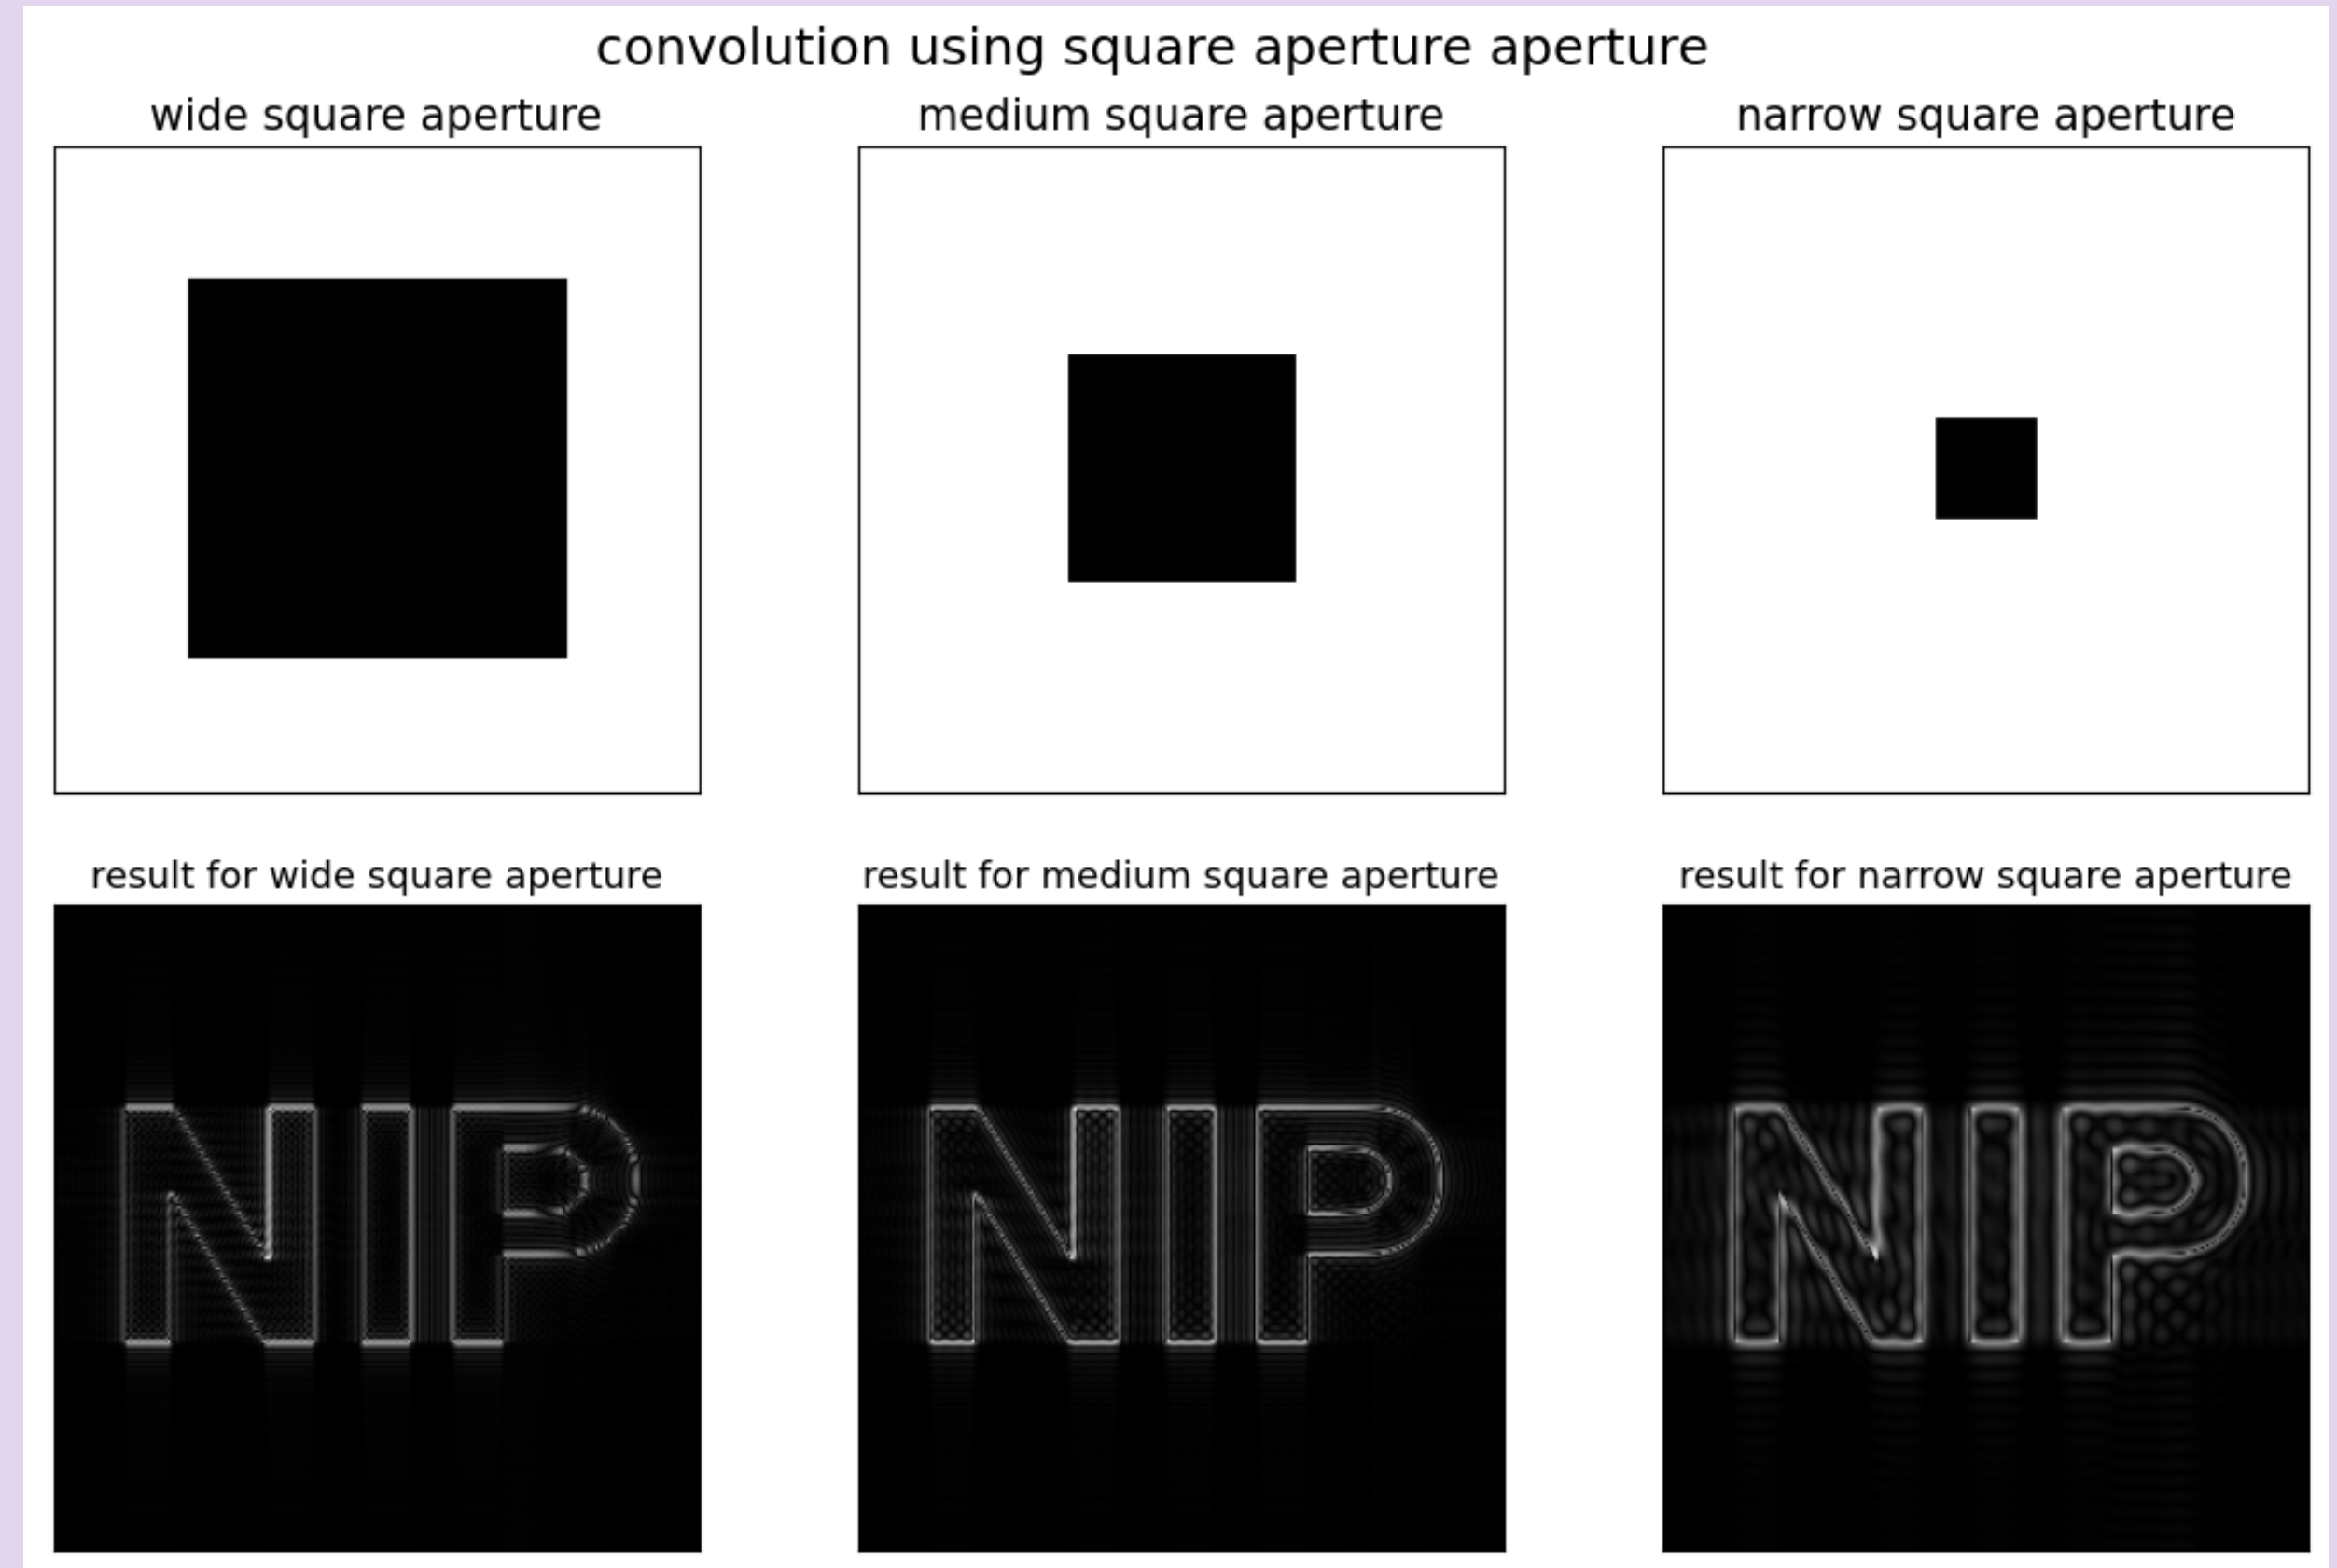 convolution using square aperture aperture
wide square aperture
medium square aperture
narrow square aperture
result for wide square aperture
result for medium square aperture
result for narrow square aperture
NIP
NIP
NIP